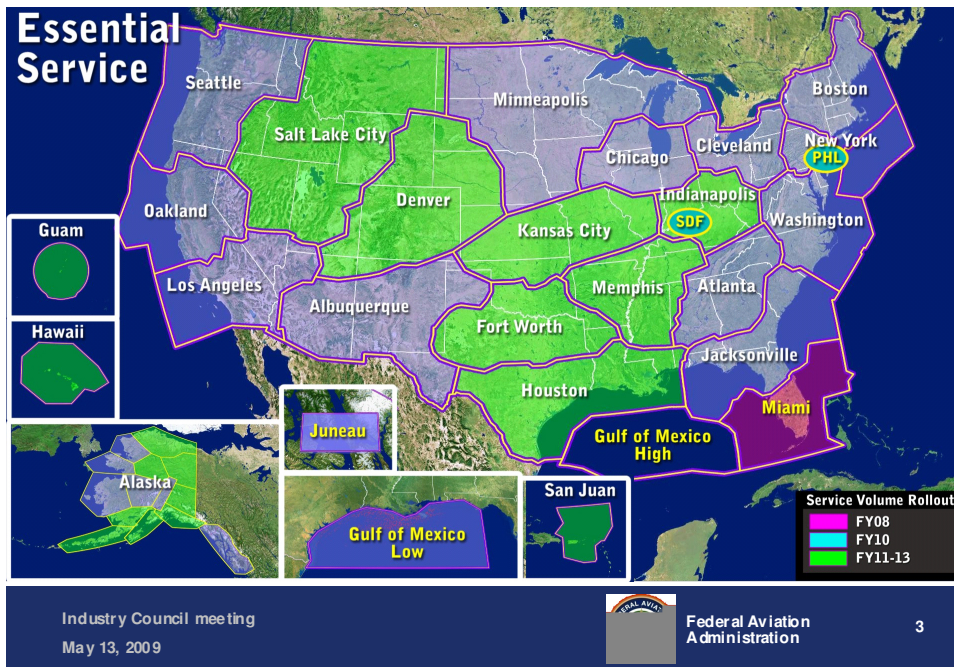 Essential
Service
Seattle
Salt Lake City
Minneapolis
Boston
New York
PHL
Cleveland
Chicago
Oakland
Denver
Indianapolis
SDF
Washington
Kansas City
Guam
Los Angeles
Albuquerque
Memphis
Atlanta
Hawaii
Fort Worth
Jacksonville
Houston
Miami
Juneau
Gulf of Mexico
High
Alaska
San Juan
Gulf of Mexico
Low
Service Volume Rollout
FY08
FY10
FY11-13
Industry Council meeting
May 13, 2009
Federal Aviation
Administration
3